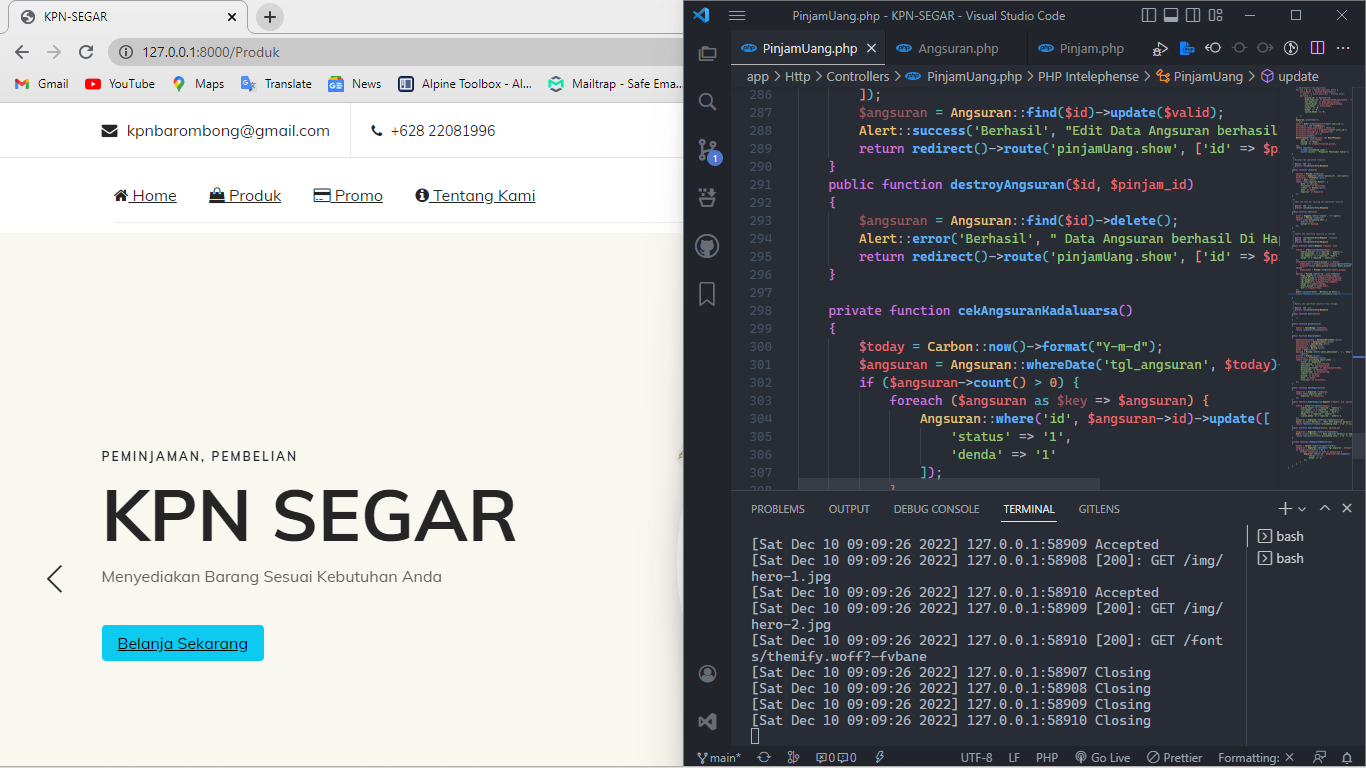 KPN-SEGAR
127.0.0.1:8000/Produk
Gmail YouTube Maps Translate News Alpine Toolbox - Al... Mailtrap - Safe Ema...
kpnbarombong@gmail.com +628 22081996
Home Produk Promo Tentang Kami
PEMINJAMAN, PEMBELIAN
KPN SEGAR
Menyediakan Barang Sesuai Kebutuhan Anda
Belanja Sekarang
PinjamUang.php - KPN-SEGAR - Visual Studio Code
PinjamUang.php Angsuran.php Pinjam.php
app > Http > Controllers > PinjamUang.php > PHP Intelephense > PinjamUang > update
286 ]);
287 $angsuran = Angsuran::find($id)->update($valid);
288 Alert::success('Berhasil', "Edit Data Angsuran berhasil"
289 return redirect()->route('pinjamUang.show', ['id' => $pi
290 }
291 public function destroyAngsuran($id, $pinjam_id)
292 {
293 $angsuran = Angsuran::find($id)->delete();
294 Alert::error('Berhasil', " Data Angsuran berhasil Di Hap
295 return redirect()->route('pinjamUang.show', ['id' => $pi
296 }
297
298 private function cekAngsuranKadaluarsa()
299 {
300 $today = Carbon::now()->format("Y-m-d");
301 $angsuran = Angsuran::whereDate('tgl_angsuran', $today)
302 if ($angsuran->count() > 0) {
303 foreach ($angsuran as $key => $angsuran) {
304 Angsuran::where('id', $angsuran->id)->update([
305 'status' => '1',
306 'denda' => '1'
307 ]);
308 }
1
PROBLEMS OUTPUT DEBUG CONSOLE TERMINAL GITLENS
[Sat Dec 10 09:09:26 2022] 127.0.0.1:58909 Accepted
[Sat Dec 10 09:09:26 2022] 127.0.0.1:58908 [200]: GET /img/
hero-1.jpg
[Sat Dec 10 09:09:26 2022] 127.0.0.1:58910 Accepted
[Sat Dec 10 09:09:26 2022] 127.0.0.1:58909 [200]: GET /img/
hero-2.jpg
[Sat Dec 10 09:09:26 2022] 127.0.0.1:58910 [200]: GET /font
s/themify.woff?-fvbane
[Sat Dec 10 09:09:26 2022] 127.0.0.1:58907 Closing
[Sat Dec 10 09:09:26 2022] 127.0.0.1:58908 Closing
[Sat Dec 10 09:09:26 2022] 127.0.0.1:58909 Closing
[Sat Dec 10 09:09:26 2022] 127.0.0.1:58910 Closing
bash
bash
main* 0 0 UTF-8 LF PHP Go Live Prettier Formatting: ×